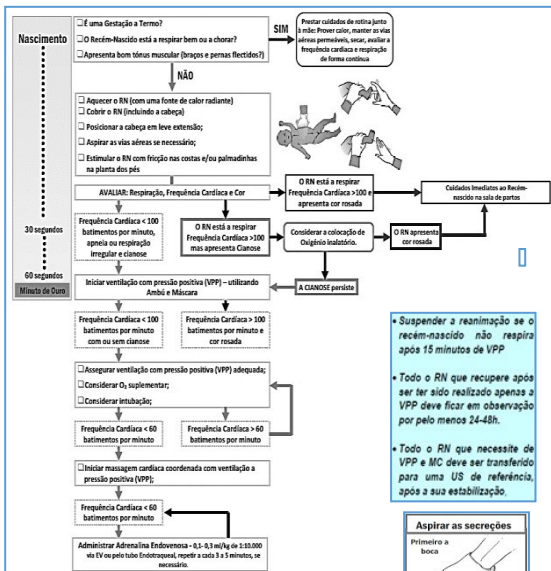 Nascimento
30 segundos
60 segundos
Minuto de Ouro
É uma Gestação a Termo?
O Recém-Nascido está a respirar bem ou a chorar?
Apresenta bom tónus muscular (braços e pernas flectidos?)
SIM
Prestar cuidados de rotina junto
à mãe: Prover calor, manter as vias
aéreas permeáveis, secar, avaliar a
frequência cardíaca e respiração
de forma contínua
NÃO
Aquecer o RN (com uma fonte de calor radiante)
Cobrir o RN (incluindo a cabeça)
Posicionar a cabeça em leve extensão;
Aspirar as vias aéreas se necessário;
Estimular o RN com fricção nas costas e/ou palmadinhas
na planta dos pés
AVALIAR: Respiração, Frequência Cardíaca e Cor
O RN está a respirar
Frequência Cardíaca >100 e
apresenta cor rosada
Cuidados Imediatos ao Recém-
nascido na sala de partos
Frequência Cardíaca < 100
batimentos por minuto,
apneia ou respiração
irregular e cianose
O RN está a respirar
Frequência Cardíaca >100
mas apresenta Cianose
Considerar a colocação de
Oxigénio inalatório.
O RN apresenta
cor rosada
A CIANOSE persiste
Iniciar ventilação com pressão positiva (VPP) – utilizando
Ambú e Máscara
Frequência Cardíaca < 100
batimentos por minuto
com ou sem cianose
Frequência Cardíaca > 100
batimentos por minuto e
cor rosada
Assegurar ventilação com pressão positiva (VPP) adequada;
Considerar O₂ suplementar;
Considerar intubação;
Frequência Cardíaca < 60
batimentos por minuto
Frequência Cardíaca > 60
batimentos por minuto
Iniciar massagem cardíaca coordenada com ventilação a
pressão positiva (VPP);
Frequência Cardíaca < 60
batimentos por minuto
Administrar Adrenalina Endovenosa - 0,1- 0,3 ml/kg de 1:10.000
via EV ou pelo tubo Endotraqueal, repetir a cada 3 a 5 minutos, se
necessário.
• Suspender a reanimação se o
recém-nascido não respira
após 15 minutos de VPP
• Todo o RN que recupere após
ser ter sido realizado apenas a
VPP deve ficar em observação
por pelo menos 24-48h.
• Todo o RN que necessite de
VPP e MC deve ser transferido
para uma US de referência,
após a sua estabilização.
Aspirar as secreções
Primeiro a
boca